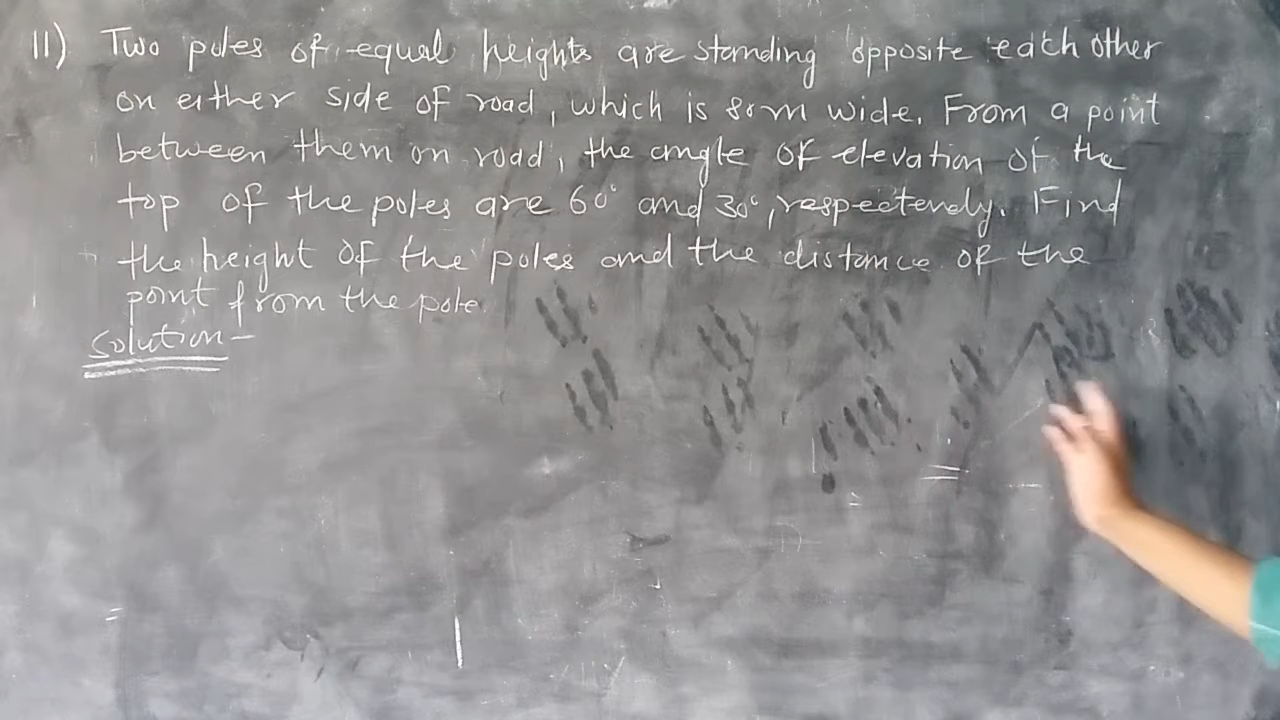 11) Two poles of equal heights are standing opposite each other
on either side of road, which is 80m wide. From a point
between them on road, the angle of elevation of the
top of the poles are 60° and 30°, respectively. Find
the height of the poles and the distance of the
point from the pole.
Solution-